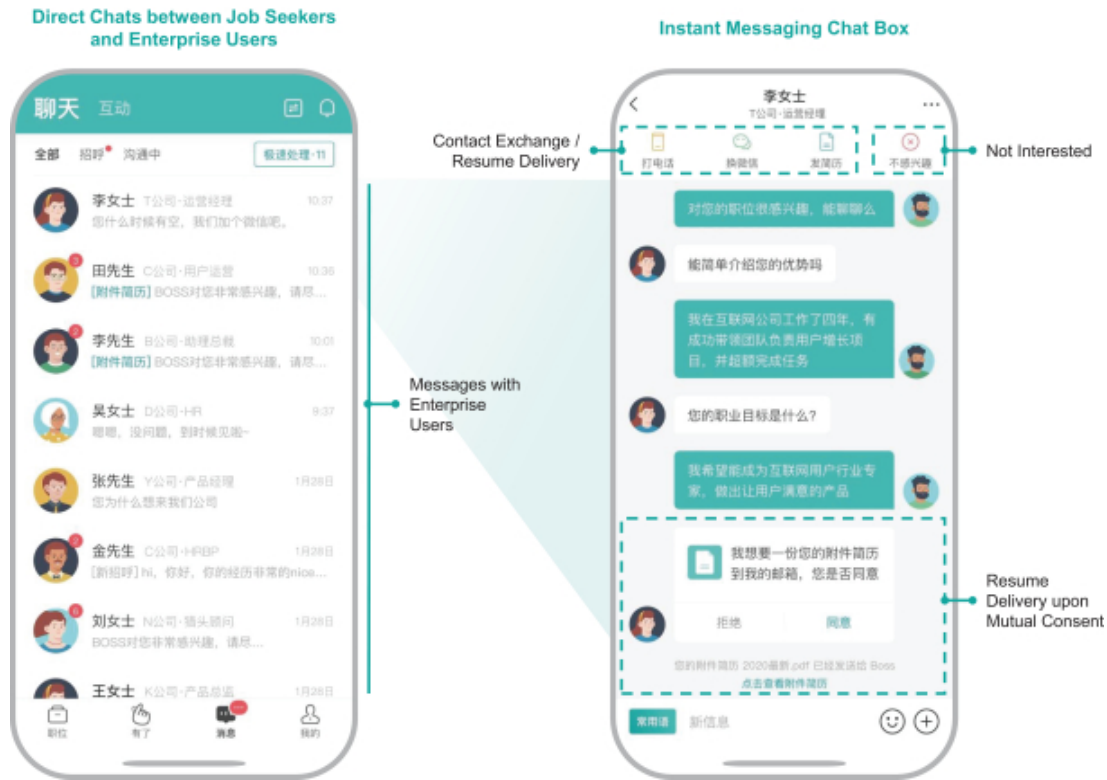 Direct Chats between Job Seekers
and Enterprise Users
聊天 互动
全部 招呼 沟通中 极速处理·11
李女士 T公司·运营经理 10:37
您什么时候有空，我们加个微信吧。
3
田先生 C公司·用户运营 10:36
[附件简历] BOSS对您非常感兴趣，请尽...
2
李先生 B公司·助理总裁 10:01
[附件简历] BOSS对您非常感兴趣，请尽...
吴女士 D公司·HR 9:37
嗯嗯，没问题，到时候见啦~
张先生 Y公司·产品经理 1月28日
您为什么想来我们公司
金先生 C公司·HRBP 1月28日
[新招呼] hi，你好，你的经历非常的nice...
6
刘女士 N公司·猎头顾问 1月28日
BOSS对您非常感兴趣，请尽...
王女士 K公司·产品总监 1月28日
职位 有了 消息 我的
Messages with
Enterprise
Users
Instant Messaging Chat Box
李女士
T公司·运营经理
Contact Exchange /
Resume Delivery
打电话 换微信 发简历 不感兴趣
Not Interested
对您的职位很感兴趣，能聊聊么
能简单介绍您的优势吗
我在互联网公司工作了四年，有
成功带领团队负责用户增长项
目，并超额完成任务
您的职业目标是什么?
我希望能成为互联网用户行业专
家，做出让用户满意的产品
我想要一份您的附件简历
到我的邮箱，您是否同意
拒绝 同意
您的附件简历 2020最新.pdf 已经发送给 Boss
点击查看附件简历
Resume
Delivery upon
Mutual Consent
常用语 新信息